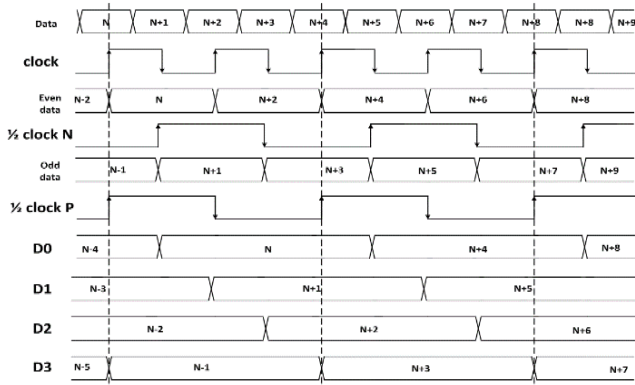 Data N N+1 N+2 N+3 N+4 N+5 N+6 N+7 N+8 N+8 N+9
clock
Even data N-2 N N+2 N+4 N+6 N+8
½ clock N
Odd data N-1 N+1 N+3 N+5 N+7 N+9
½ clock P
D0 N-4 N N+4 N+8
D1 N-3 N+1 N+5
D2 N-2 N+2 N+6
D3 N-5 N-1 N+3 N+7